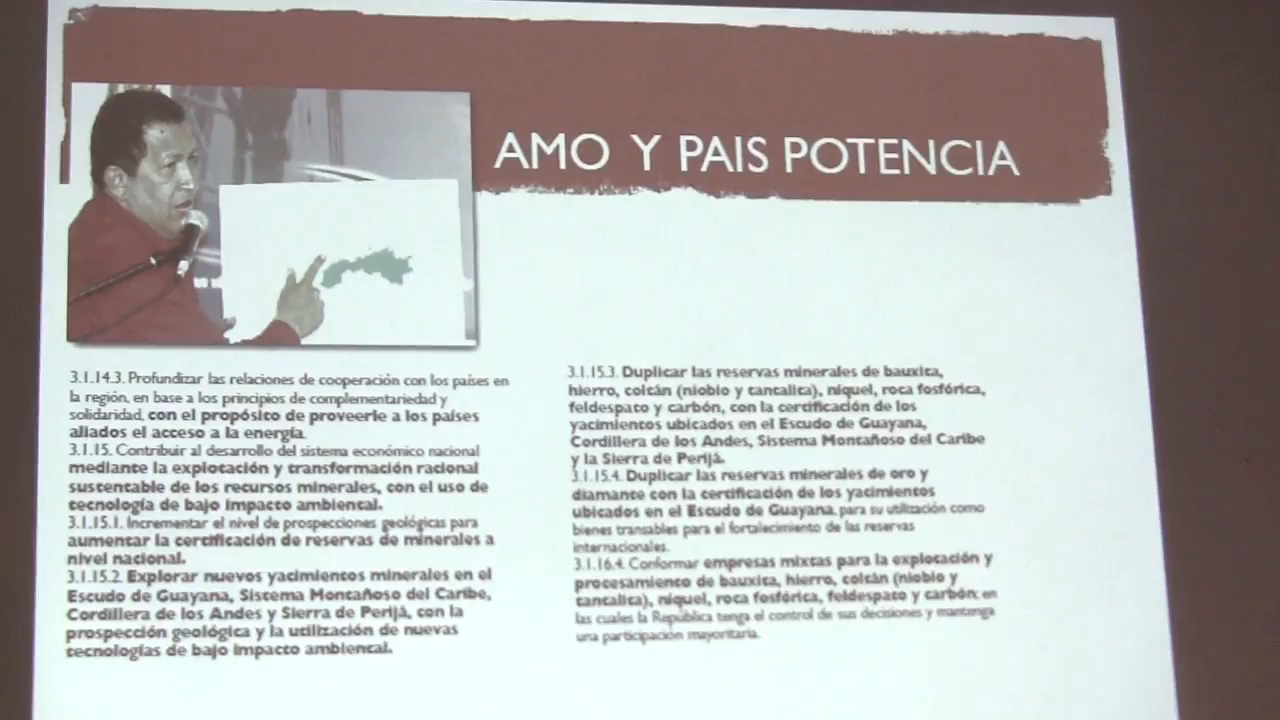 AMO Y PAIS POTENCIA
3.1.14.3. Profundizar las relaciones de cooperación con los países en
la región, en base a los principios de complementariedad y
solidaridad, con el propósito de proveerle a los países
aliados el acceso a la energía.
3.1.15. Contribuir al desarrollo del sistema económico nacional
mediante la explotación y transformación racional
sustentable de los recursos minerales, con el uso de
tecnología de bajo impacto ambiental.
3.1.15.1. Incrementar el nivel de prospecciones geológicas para
aumentar la certificación de reservas de minerales a
nivel nacional.
3.1.15.2. Explorar nuevos yacimientos minerales en el
Escudo de Guayana, Sistema Montañoso del Caribe,
Cordillera de los Andes y Sierra de Perijá, con la
prospección geológica y la utilización de nuevas
tecnologías de bajo impacto ambiental.
3.1.15.3. Duplicar las reservas minerales de bauxita,
hierro, coltán (niobio y tantalita), níquel, roca fosfórica,
feldespato y carbón, con la certificación de los
yacimientos ubicados en el Escudo de Guayana,
Cordillera de los Andes, Sistema Montañoso del Caribe
y la Sierra de Perijá.
3.1.15.4. Duplicar las reservas minerales de oro y
diamante con la certificación de los yacimientos
ubicados en el Escudo de Guayana, para su utilización como
bienes transables para el fortalecimiento de las reservas
internacionales.
3.1.16.4. Conformar empresas mixtas para la explotación y
procesamiento de bauxita, hierro, coltán (niobio y
tantalita), níquel, roca fosfórica, feldespato y carbón; en
las cuales la República tenga el control de sus decisiones y mantenga
una participación mayoritaria.